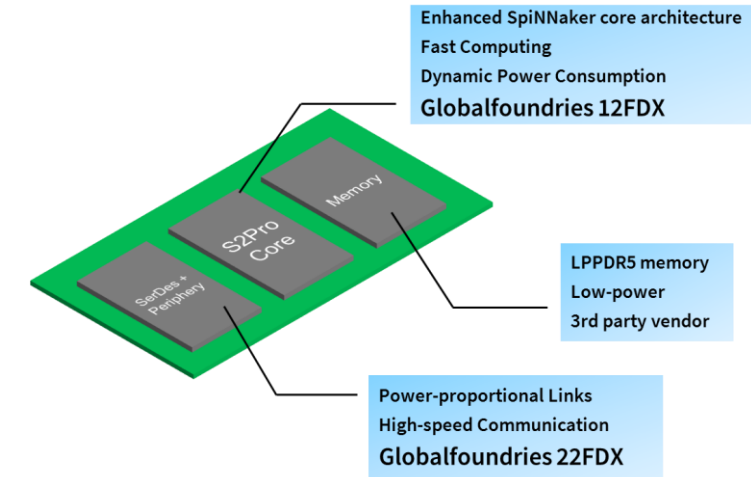 Enhanced SpiNNaker core architecture
Fast Computing
Dynamic Power Consumption
Globalfoundries 12FDX
Memory
S2Pro
Core
SerDes +
Periphery
LPPDR5 memory
Low-power
3rd party vendor
Power-proportional Links
High-speed Communication
Globalfoundries 22FDX